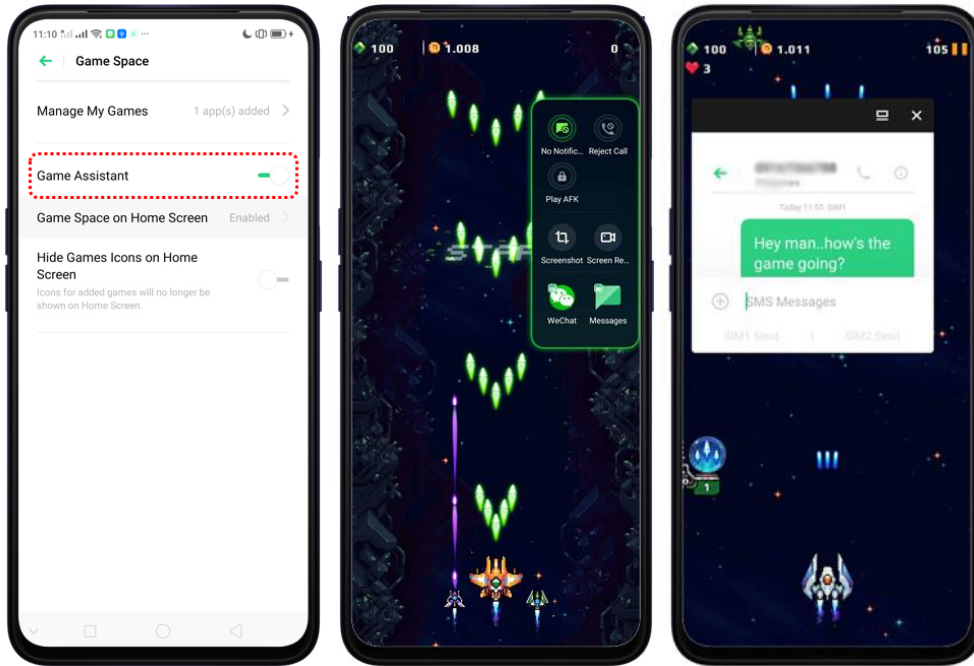 11:10
Game Space
Manage My Games
1 app(s) added
Game Assistant
Game Space on Home Screen
Enabled
Hide Games Icons on Home
Screen
Icons for added games will no longer be
shown on Home Screen.
100
1.008
0
No Notific...
Reject Call
Play AFK
Screenshot
Screen Re...
WeChat
Messages
100
1.011
105
3
Today 11:55 SIM1
Hey man..how's the
game going?
SMS Messages
SIM1 Send
SIM2 Send
1